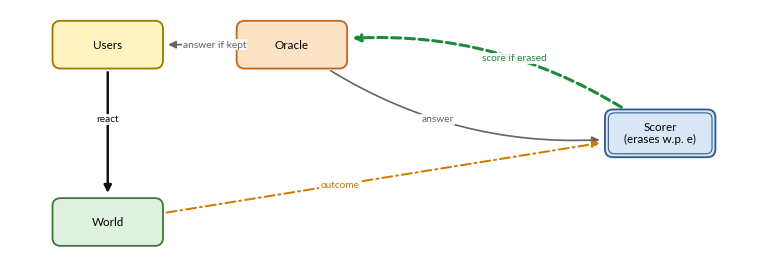 Users
answer if kept
Oracle
score if erased
react
answer
Scorer
(erases w.p. e)
outcome
World